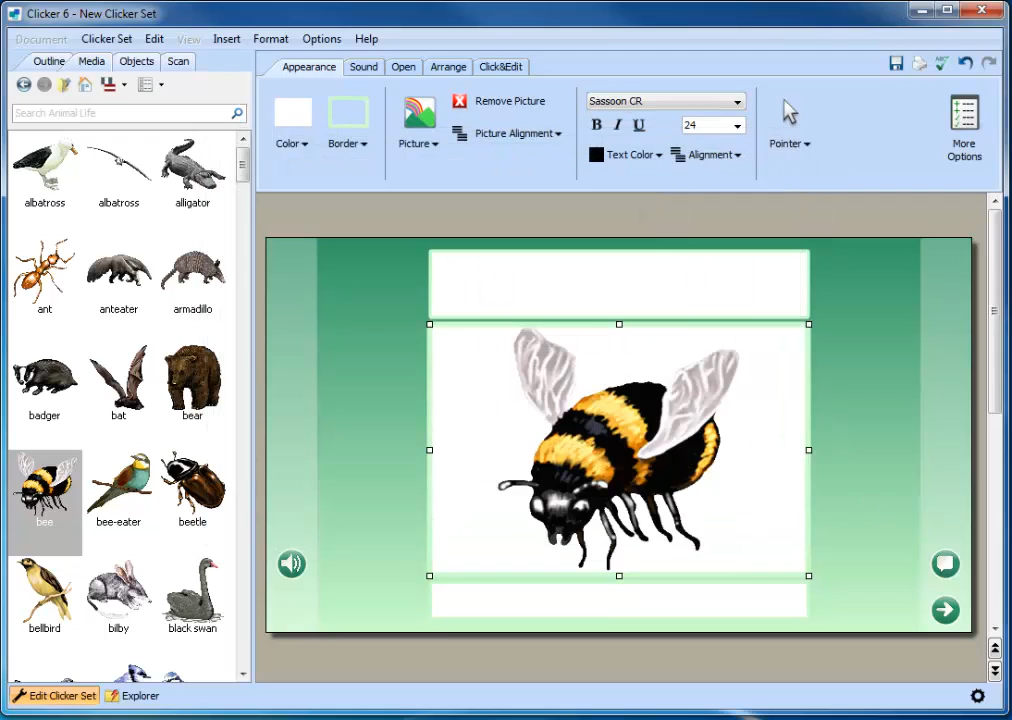 Clicker 6 - New Clicker Set
Document Clicker Set Edit View Insert Format Options Help
Outline Media Objects Scan
Search Animal Life
albatross albatross alligator
ant anteater armadillo
badger bat bear
bee bee-eater beetle
bellbird bilby black swan
Edit Clicker Set Explorer
Appearance Sound Open Arrange Click&Edit
ABC
Color Border Picture
Remove Picture
Picture Alignment
Sassoon CR
B I U 24
Text Color Alignment
Pointer
More
Options